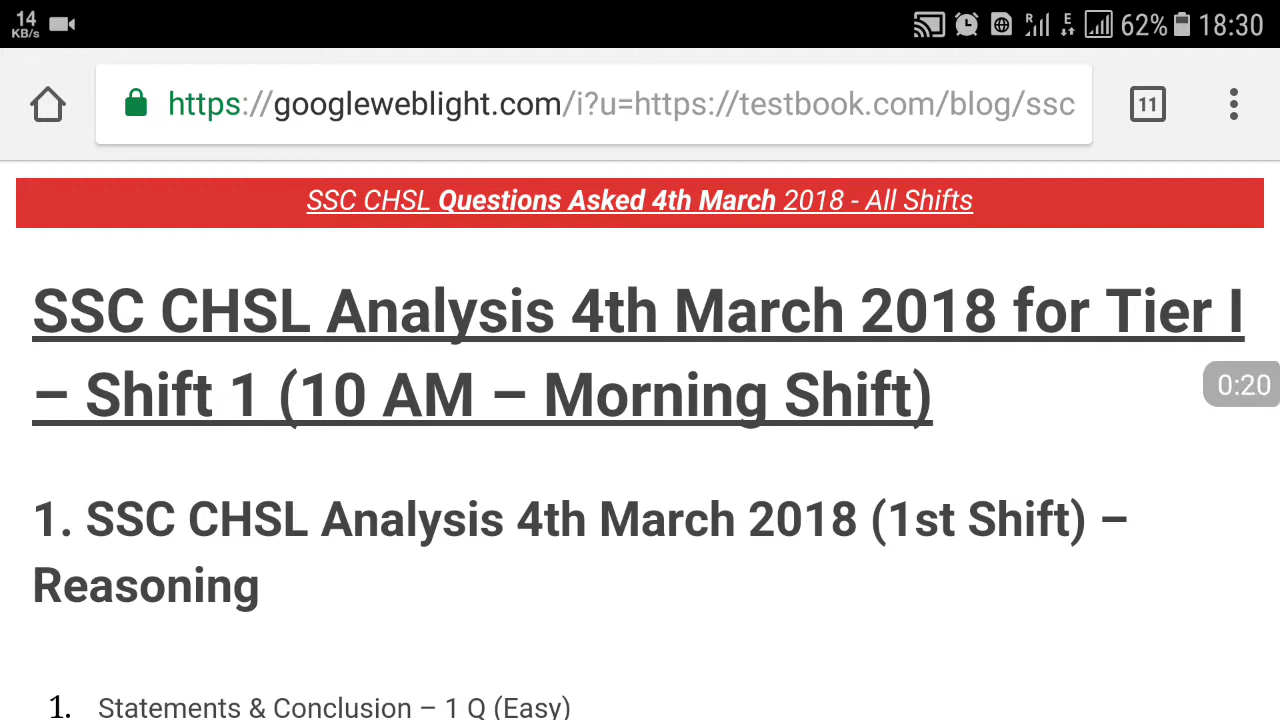 14
KB/s
R
E
62%
18:30
https://googleweblight.com/i?u=https://testbook.com/blog/ssc
11
SSC CHSL Questions Asked 4th March 2018 - All Shifts
SSC CHSL Analysis 4th March 2018 for Tier I
– Shift 1 (10 AM – Morning Shift)
0:20
1. SSC CHSL Analysis 4th March 2018 (1st Shift) –
Reasoning
1. Statements & Conclusion – 1 Q (Easy)